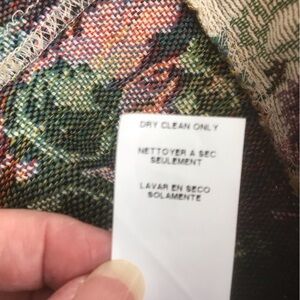 DRY CLEAN ONLY
NETTOYER A SEC
SEULEMENT
LAVAR EN SECO
SOLAMENTE